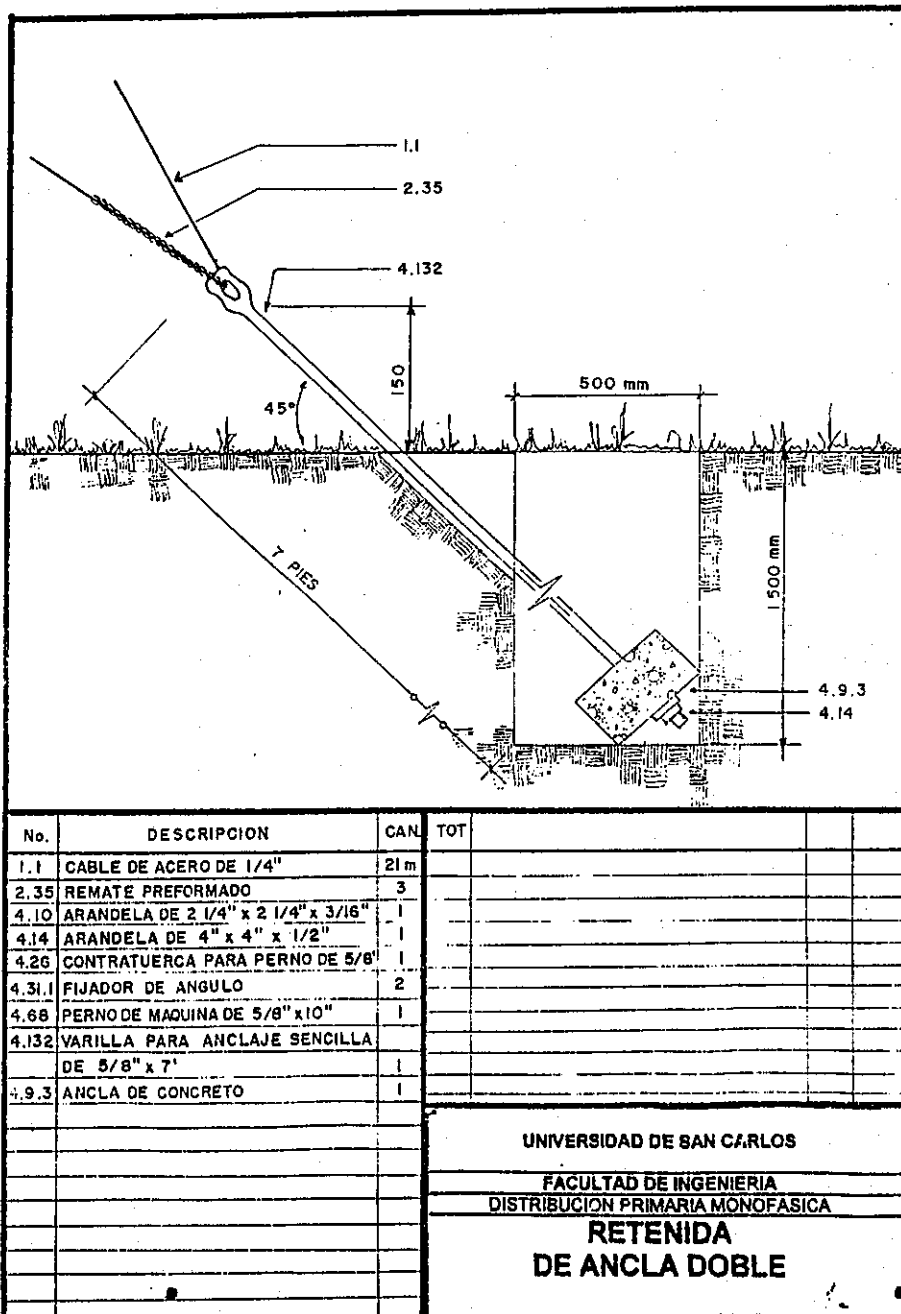 1.1
2.35
4.132
150
45°
500 mm
1500 mm
7 PIES
4.9.3
4.14
No. DESCRIPCION CAN. TOT
1.1 CABLE DE ACERO DE 1/4" 21 m
2.35 REMATE PREFORMADO 3
4.10 ARANDELA DE 2 1/4" x 2 1/4" x 3/16" 1
4.14 ARANDELA DE 4" x 4" x 1/2" 1
4.26 CONTRATUERCA PARA PERNO DE 5/8" 1
4.31.1 FIJADOR DE ANGULO 2
4.68 PERNO DE MAQUINA DE 5/8" x 10" 1
4.132 VARILLA PARA ANCLAJE SENCILLA
DE 5/8" x 7' 1
4.9.3 ANCLA DE CONCRETO 1
UNIVERSIDAD DE SAN CARLOS
FACULTAD DE INGENIERIA
DISTRIBUCION PRIMARIA MONOFASICA
RETENIDA
DE ANCLA DOBLE